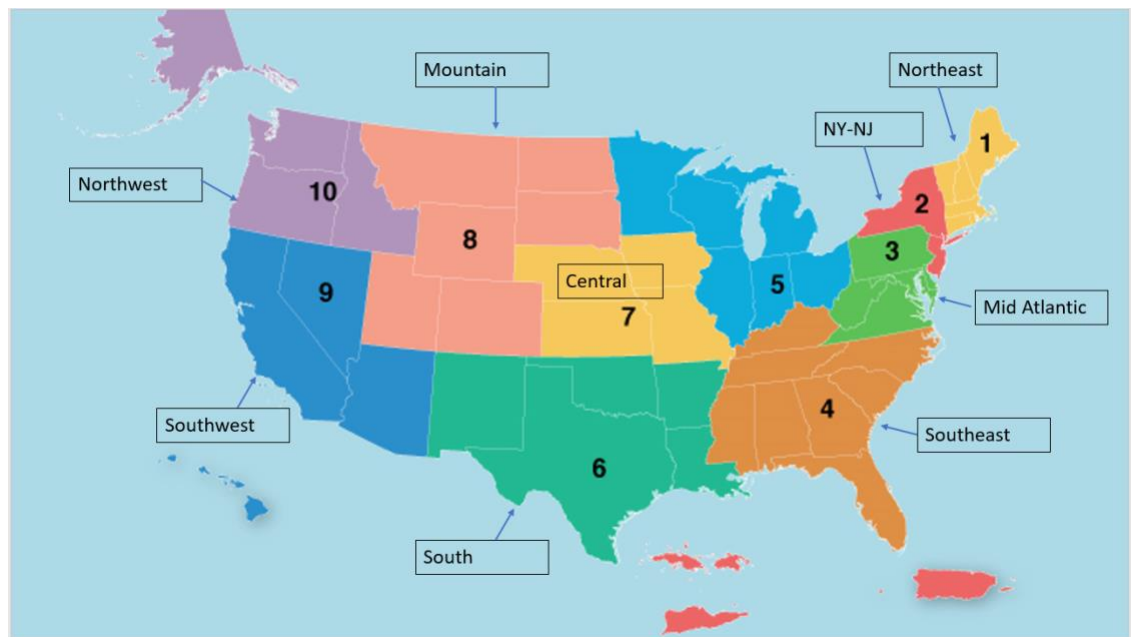 Mountain
Northeast
NY-NJ
1
Northwest
10
2
8
3
9
Central
5
7
Mid Atlantic
Southwest
4
Southeast
6
South